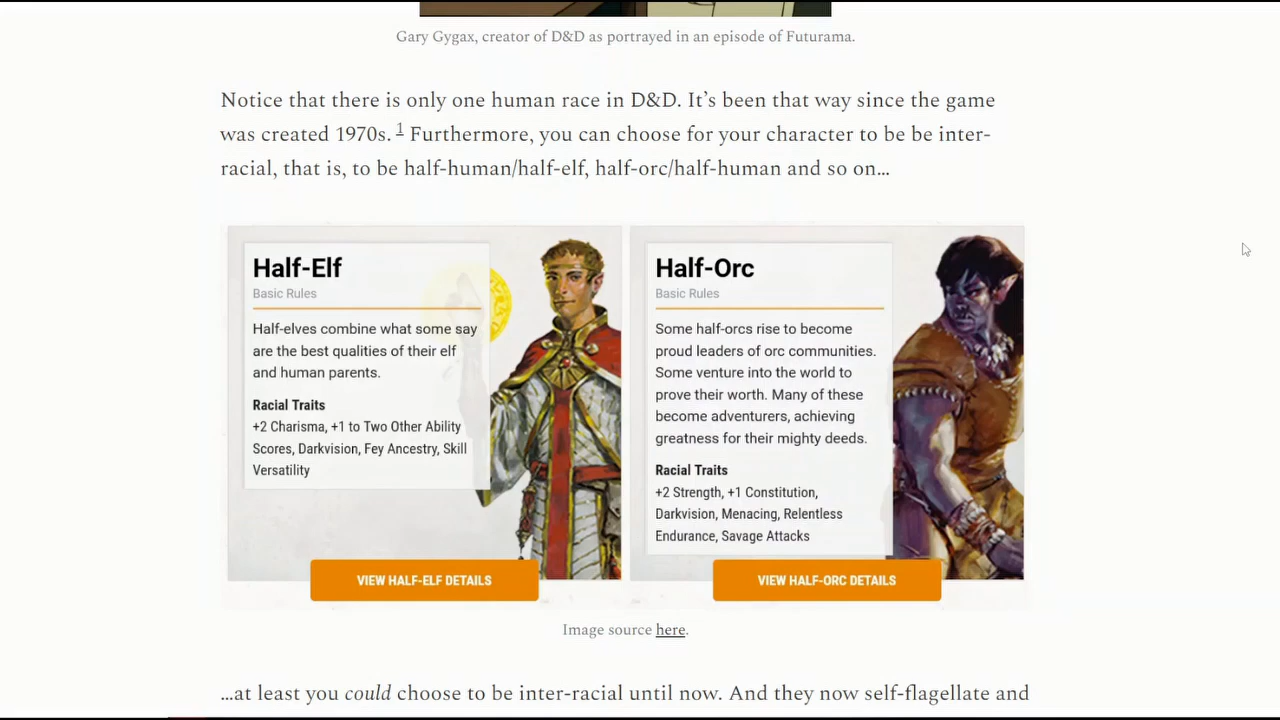 Gary Gygax, creator of D&D as portrayed in an episode of Futurama.
Notice that there is only one human race in D&D. It’s been that way since the game
was created 1970s. 1 Furthermore, you can choose for your character to be be inter-
racial, that is, to be half-human/half-elf, half-orc/half-human and so on…
Half-Elf
Basic Rules
Half-elves combine what some say
are the best qualities of their elf
and human parents.
Racial Traits
+2 Charisma, +1 to Two Other Ability
Scores, Darkvision, Fey Ancestry, Skill
Versatility
VIEW HALF-ELF DETAILS
Half-Orc
Basic Rules
Some half-orcs rise to become
proud leaders of orc communities.
Some venture into the world to
prove their worth. Many of these
become adventurers, achieving
greatness for their mighty deeds.
Racial Traits
+2 Strength, +1 Constitution,
Darkvision, Menacing, Relentless
Endurance, Savage Attacks
VIEW HALF-ORC DETAILS
Image source here.
…at least you could choose to be inter-racial until now. And they now self-flagellate and